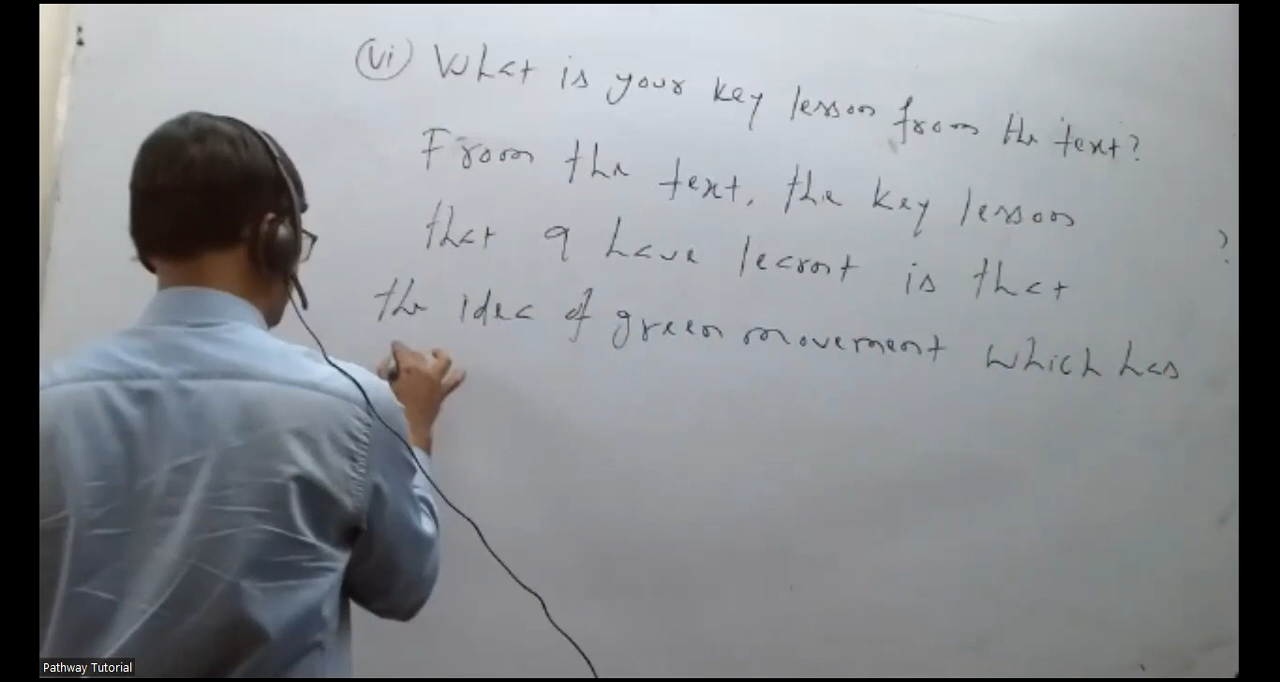 (vi) What is your key lesson from the text?
From the text, the key lesson
that I have learnt is that
the idea of green movement which has
Pathway Tutorial